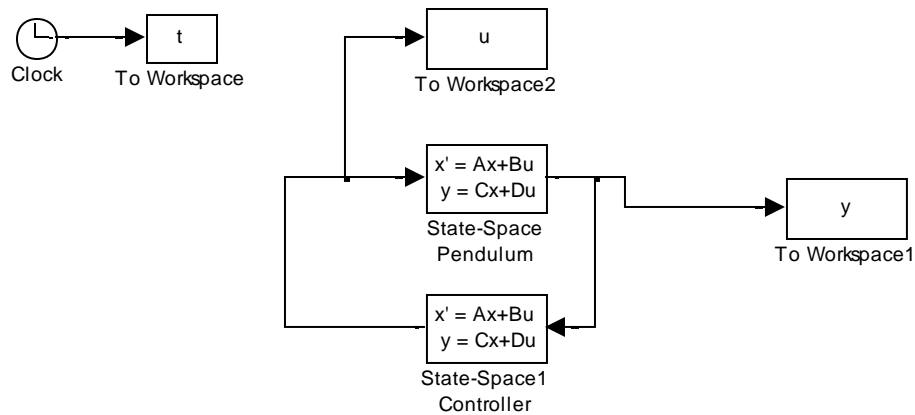 t
Clock
To Workspace
u
To Workspace2
x' = Ax+Bu
y = Cx+Du
State-Space
Pendulum
y
To Workspace1
x' = Ax+Bu
y = Cx+Du
State-Space1
Controller